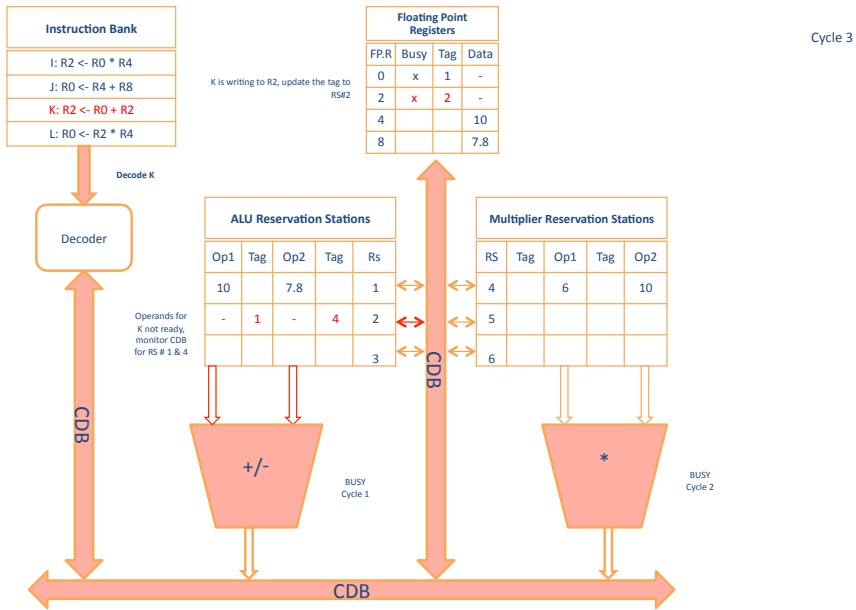 Cycle 3
Instruction Bank
I: R2 <- R0 * R4
J: R0 <- R4 + R8
K: R2 <- R0 + R2
L: R0 <- R2 * R4
Decode K
Decoder
Floating Point
Registers
FP.R Busy Tag Data
0 x 1 -
2 x 2 -
4 10
8 7.8
K is writing to R2, update the tag to
RS#2
ALU Reservation Stations
Op1 Tag Op2 Tag Rs
10 7.8 1
- 1 - 4 2
3
Operands for
K not ready,
monitor CDB
for RS # 1 & 4
Multiplier Reservation Stations
RS Tag Op1 Tag Op2
4 6 10
5
6
CDB
CDB
+/-
BUSY
Cycle 1
*
BUSY
Cycle 2
CDB